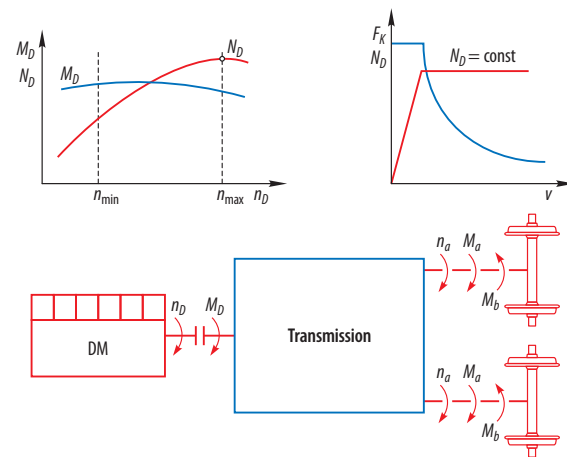 M_D
N_D
M_D
N_D
n_min
n_max
n_D
F_K
N_D
N_D = const
v
n_a
M_a
M_b
n_D
M_D
DM
Transmission
n_a
M_a
M_b